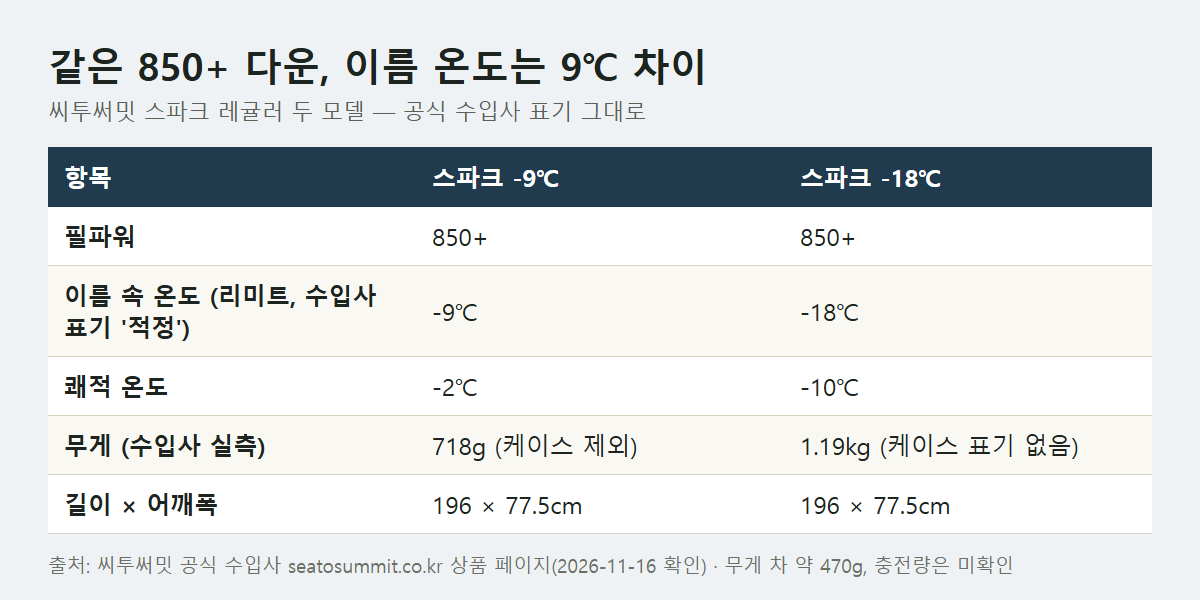 같은 850+ 다운, 이름 온도는 9℃ 차이
씨투써밋 스파크 레귤러 두 모델 — 공식 수입사 표기 그대로
항목 스파크 -9℃ 스파크 -18℃
필파워 850+ 850+
이름 속 온도 (리미트, 수입사 표기 '적정') -9℃ -18℃
쾌적 온도 -2℃ -10℃
무게 (수입사 실측) 718g (케이스 제외) 1.19kg (케이스 표기 없음)
길이 × 어깨폭 196 × 77.5cm 196 × 77.5cm
출처: 씨투써밋 공식 수입사 seatosummit.co.kr 상품 페이지(2026-11-16 확인) · 무게 차 약 470g, 충전량은 미확인